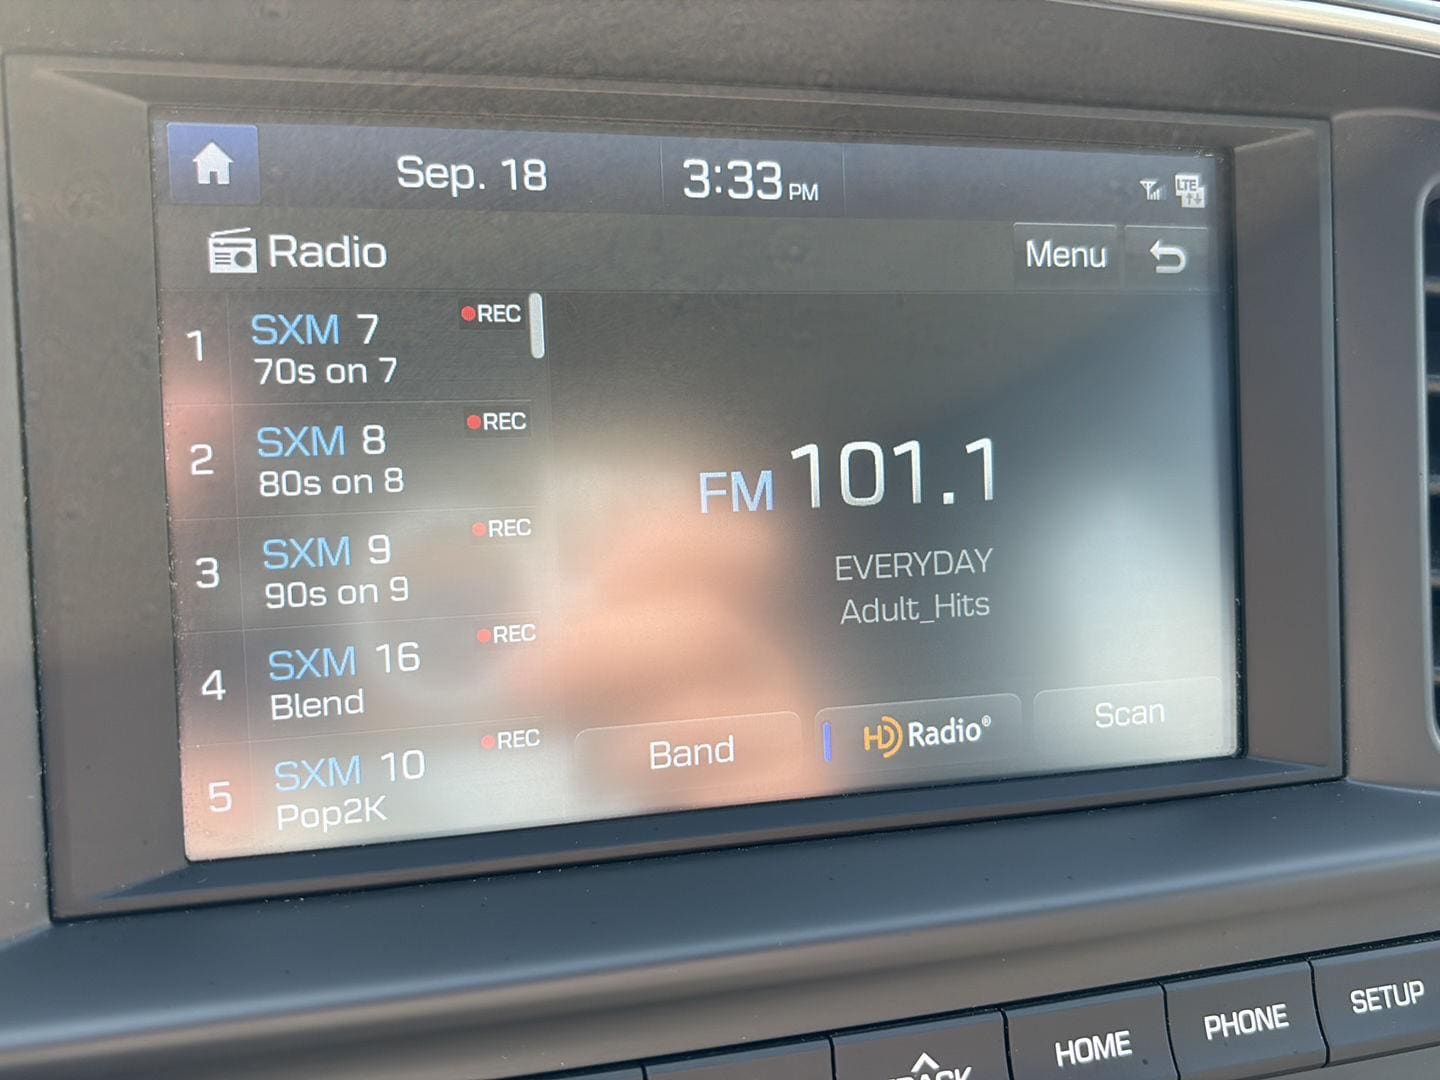 Sep. 18
3:33 PM
LTE
Radio
Menu
1
SXM 7
REC
70s on 7
2
SXM 8
REC
80s on 8
3
SXM 9
REC
90s on 9
4
SXM 16
REC
Blend
5
SXM 10
REC
Pop2K
FM 101.1
EVERYDAY
Adult_Hits
Band
HD Radio®
Scan
HOME
PHONE
SETUP